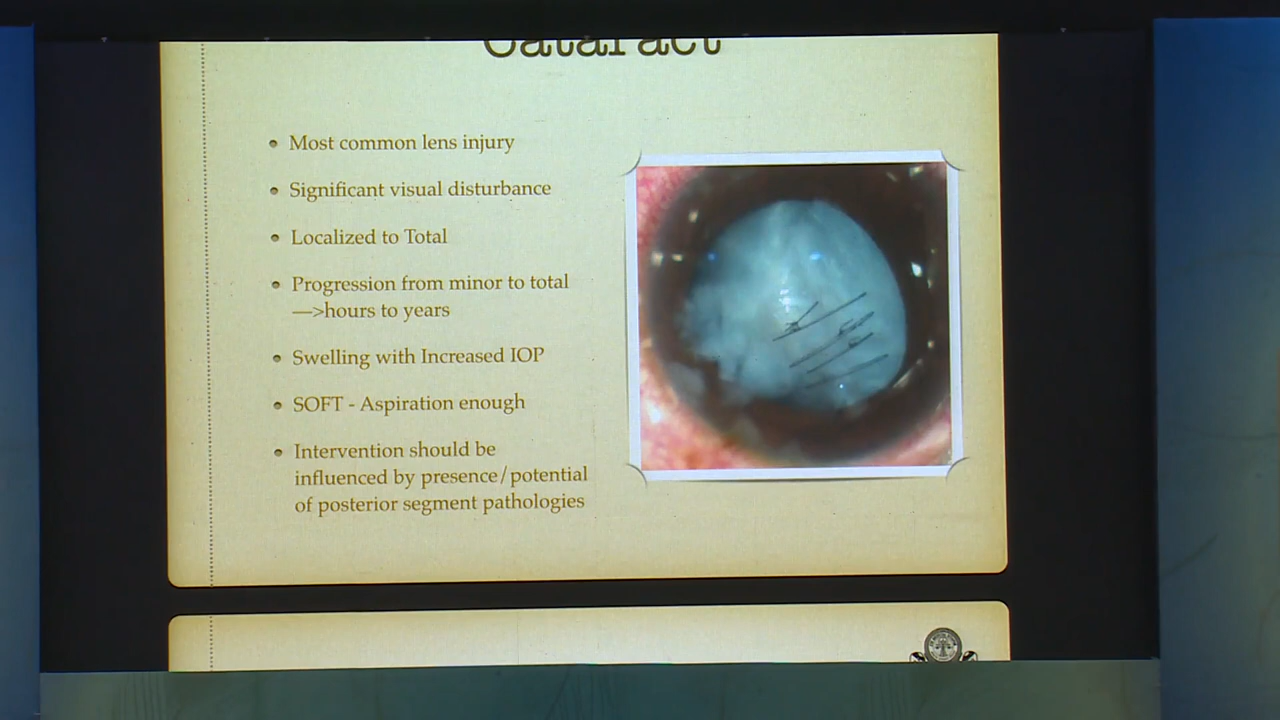 Cataract
• Most common lens injury
• Significant visual disturbance
• Localized to Total
• Progression from minor to total
—>hours to years
• Swelling with Increased IOP
• SOFT - Aspiration enough
• Intervention should be
influenced by presence/potential
of posterior segment pathologies